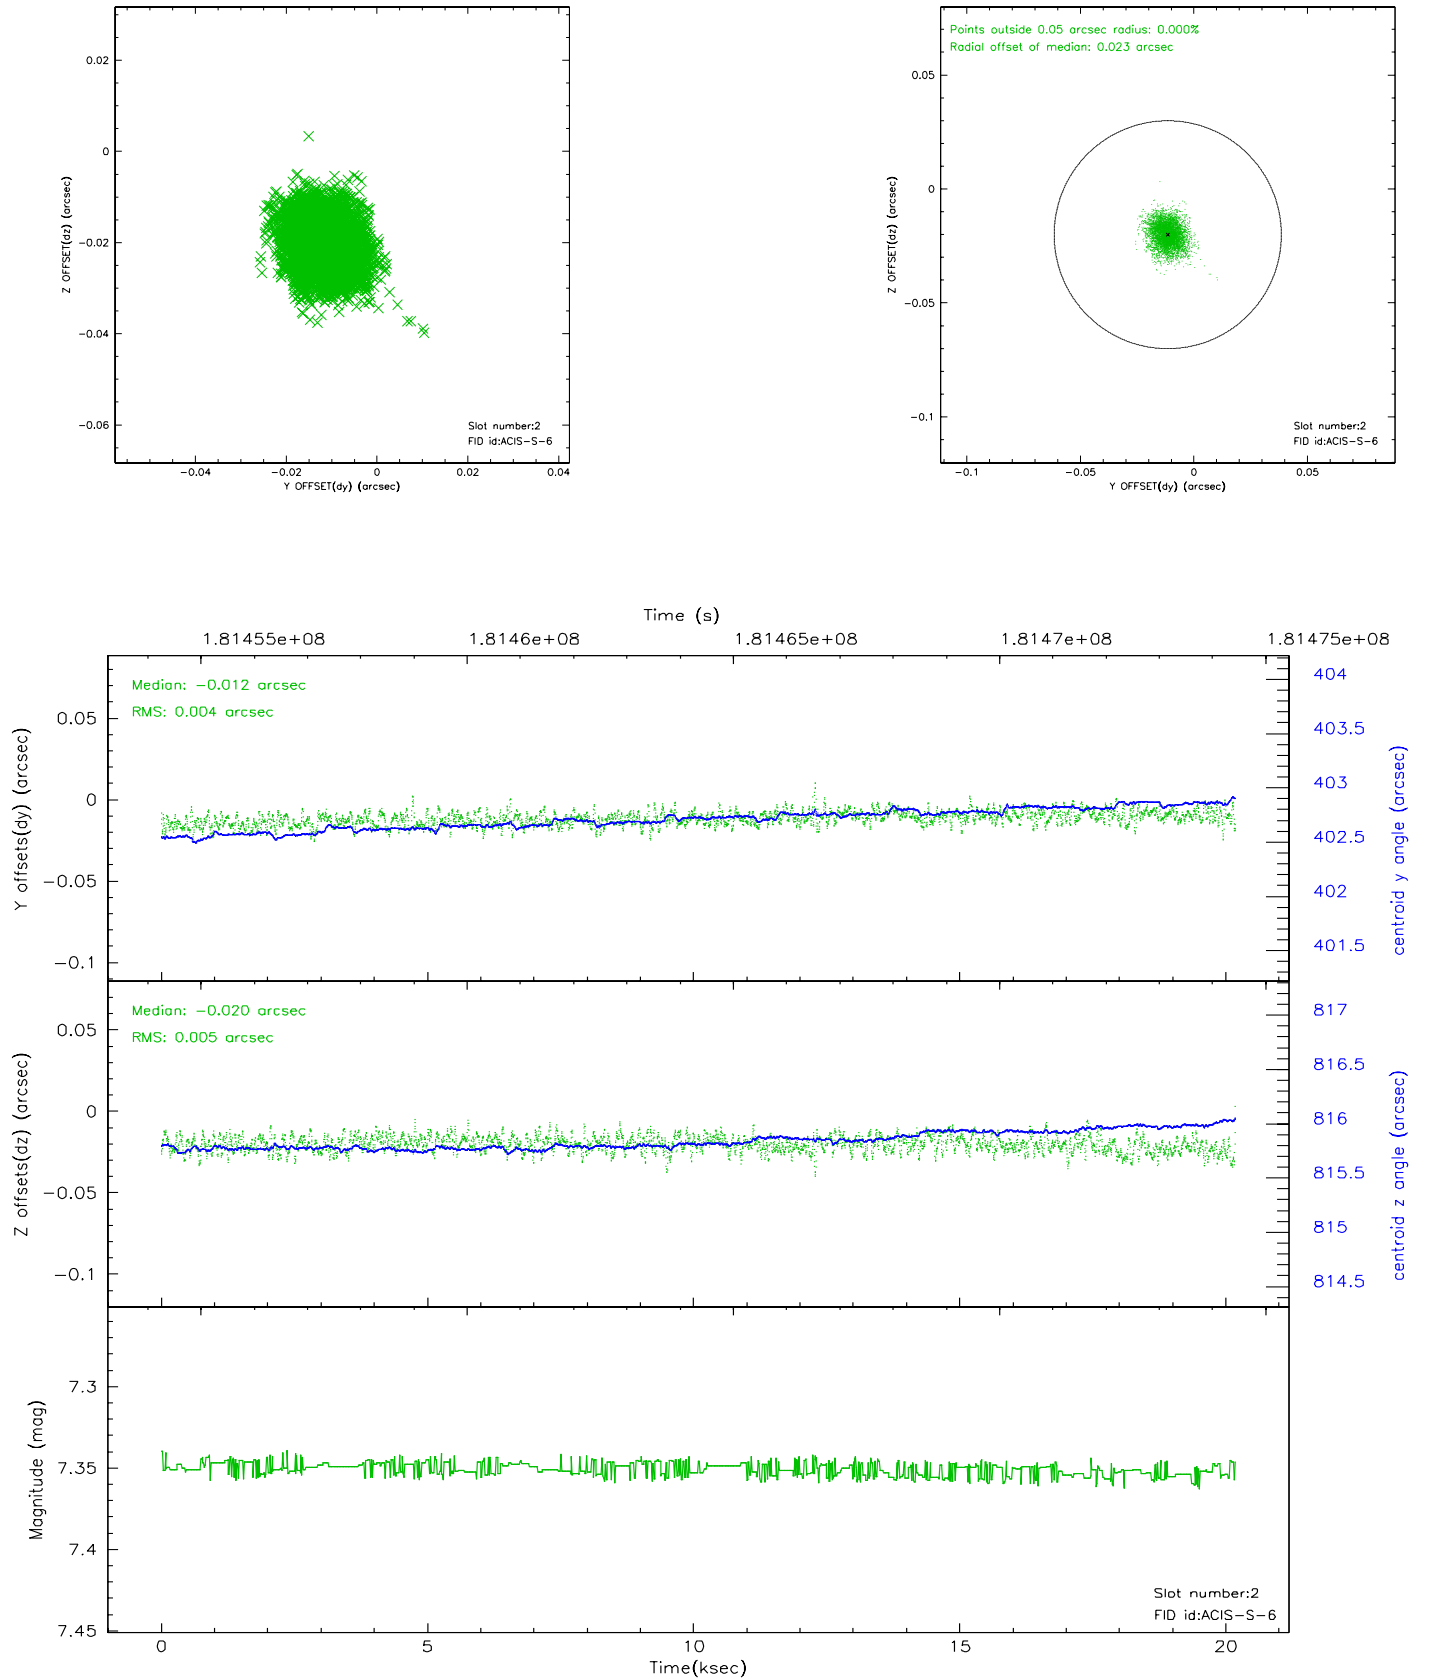 0.02
0
−0.02
−0.04
−0.06
Z OFFSET(dz) (arcsec)
Slot number:2
FID id:ACIS−S−6
−0.04 −0.02 0 0.02 0.04
Y OFFSET(dy) (arcsec)
Points outside 0.05 arcsec radius: 0.000%
Radial offset of median: 0.023 arcsec
0.05
0
−0.05
−0.1
Z OFFSET(dz) (arcsec)
Slot number:2
FID id:ACIS−S−6
−0.1 −0.05 0 0.05
Y OFFSET(dy) (arcsec)
Time (s)
1.81455e+08 1.8146e+08 1.81465e+08 1.8147e+08 1.81475e+08
Median: −0.012 arcsec
RMS: 0.004 arcsec
0.05
0
−0.05
−0.1
Y offsets(dy) (arcsec)
404
403.5
403
402.5
402
401.5
centroid y angle (arcsec)
Median: −0.020 arcsec
RMS: 0.005 arcsec
0.05
0
−0.05
−0.1
Z offsets(dz) (arcsec)
817
816.5
816
815.5
815
814.5
centroid z angle (arcsec)
7.3
7.35
7.4
7.45
Magnitude (mag)
Slot number:2
FID id:ACIS−S−6
0 5 10 15 20
Time(ksec)